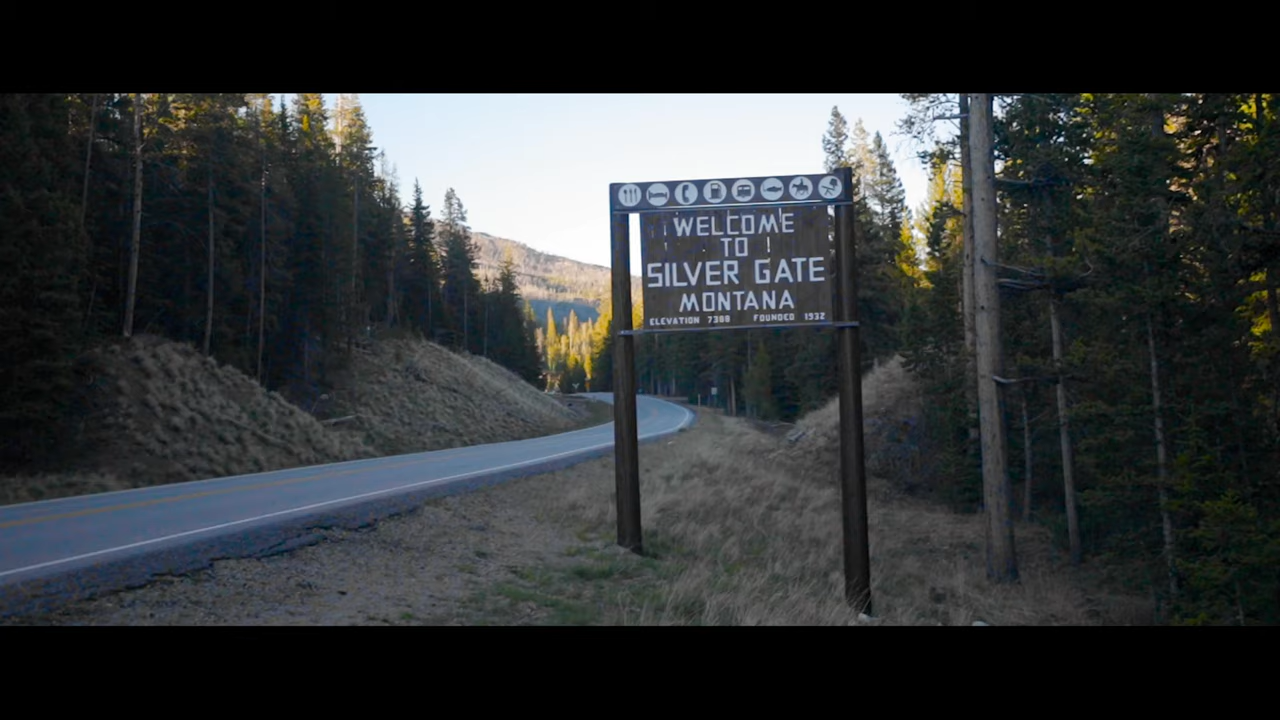 WELCOME
TO
SILVER GATE
MONTANA
ELEVATION 7388 FOUNDED 1932